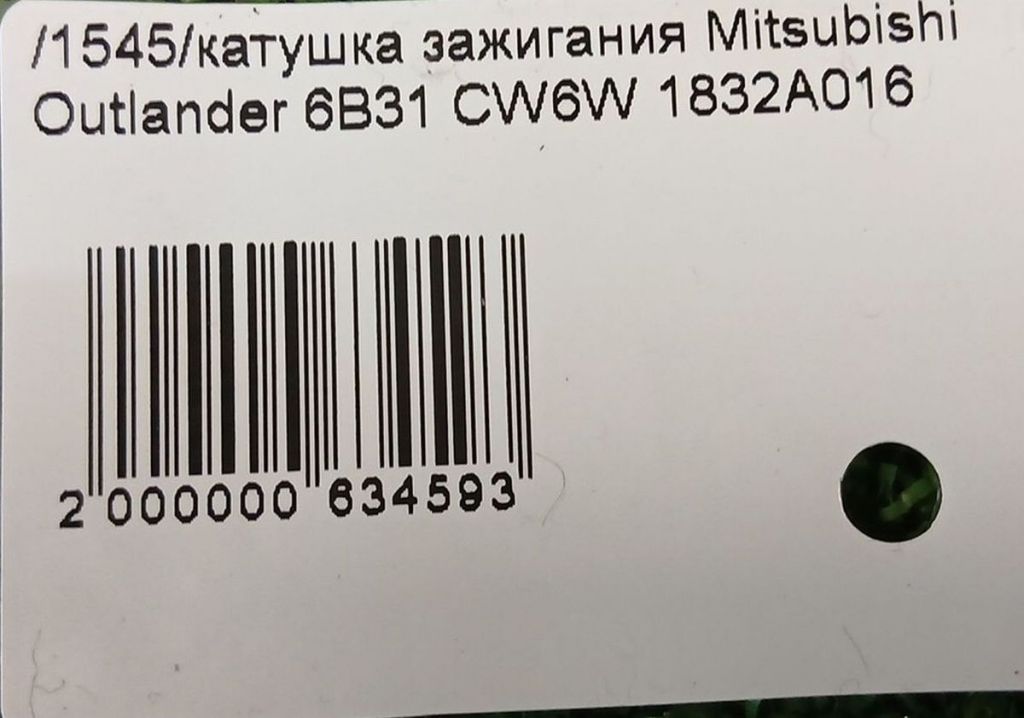 /1545/катушка зажигания Mitsubishi
Outlander 6B31 CW6W 1832A016
2 000000 634593